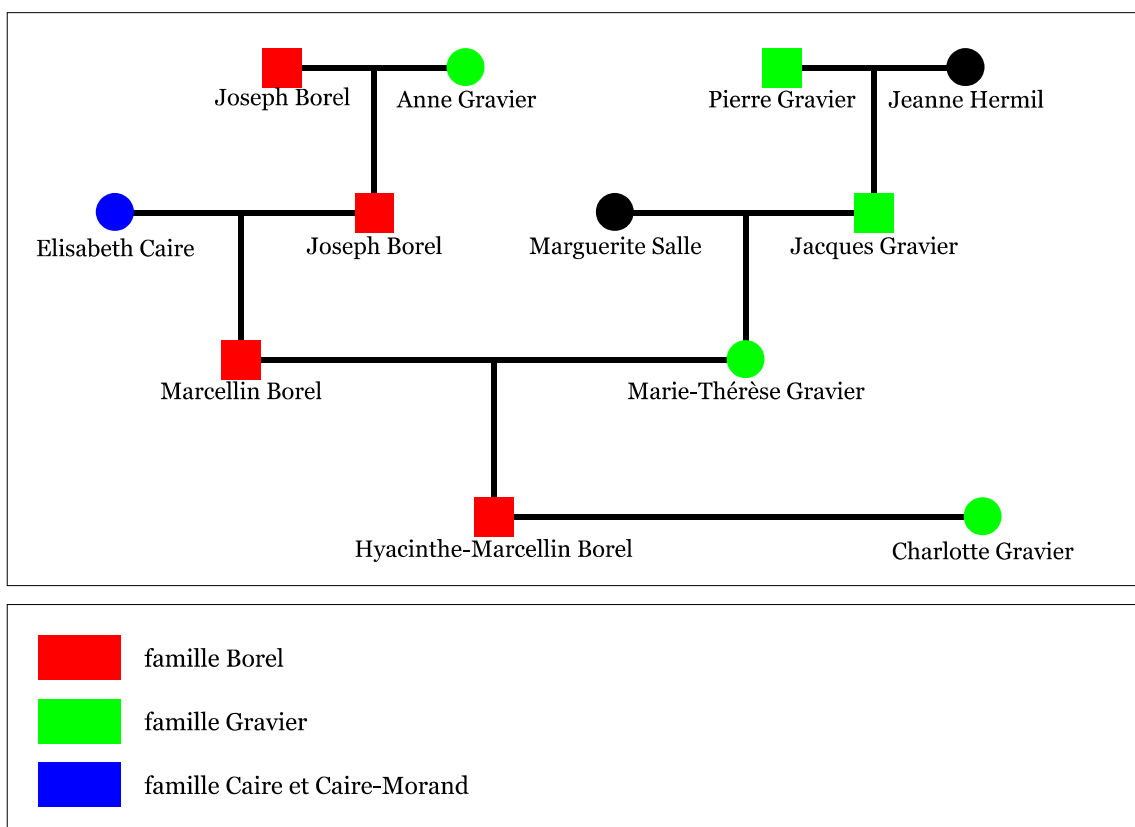 Joseph Borel
Anne Gravier
Pierre Gravier
Jeanne Hermil
Elisabeth Caire
Joseph Borel
Marguerite Salle
Jacques Gravier
Marcellin Borel
Marie-Thérèse Gravier
Hyacinthe-Marcellin Borel
Charlotte Gravier
famille Borel
famille Gravier
famille Caire et Caire-Morand